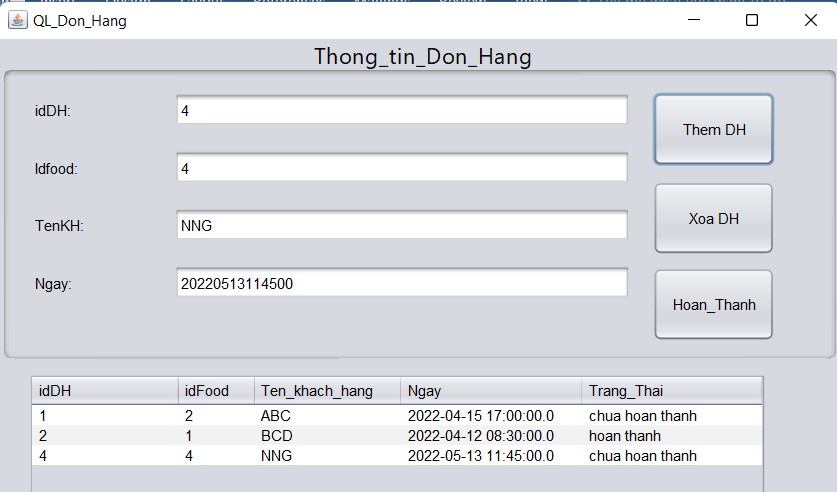 QL_Don_Hang
Thong_tin_Don_Hang
idDH: 4
Idfood: 4
TenKH: NNG
Ngay: 20220513114500
Them DH
Xoa DH
Hoan_Thanh
idDH idFood Ten_khach_hang Ngay Trang_Thai
1 2 ABC 2022-04-15 17:00:00.0 chua hoan thanh
2 1 BCD 2022-04-12 08:30:00.0 hoan thanh
4 4 NNG 2022-05-13 11:45:00.0 chua hoan thanh